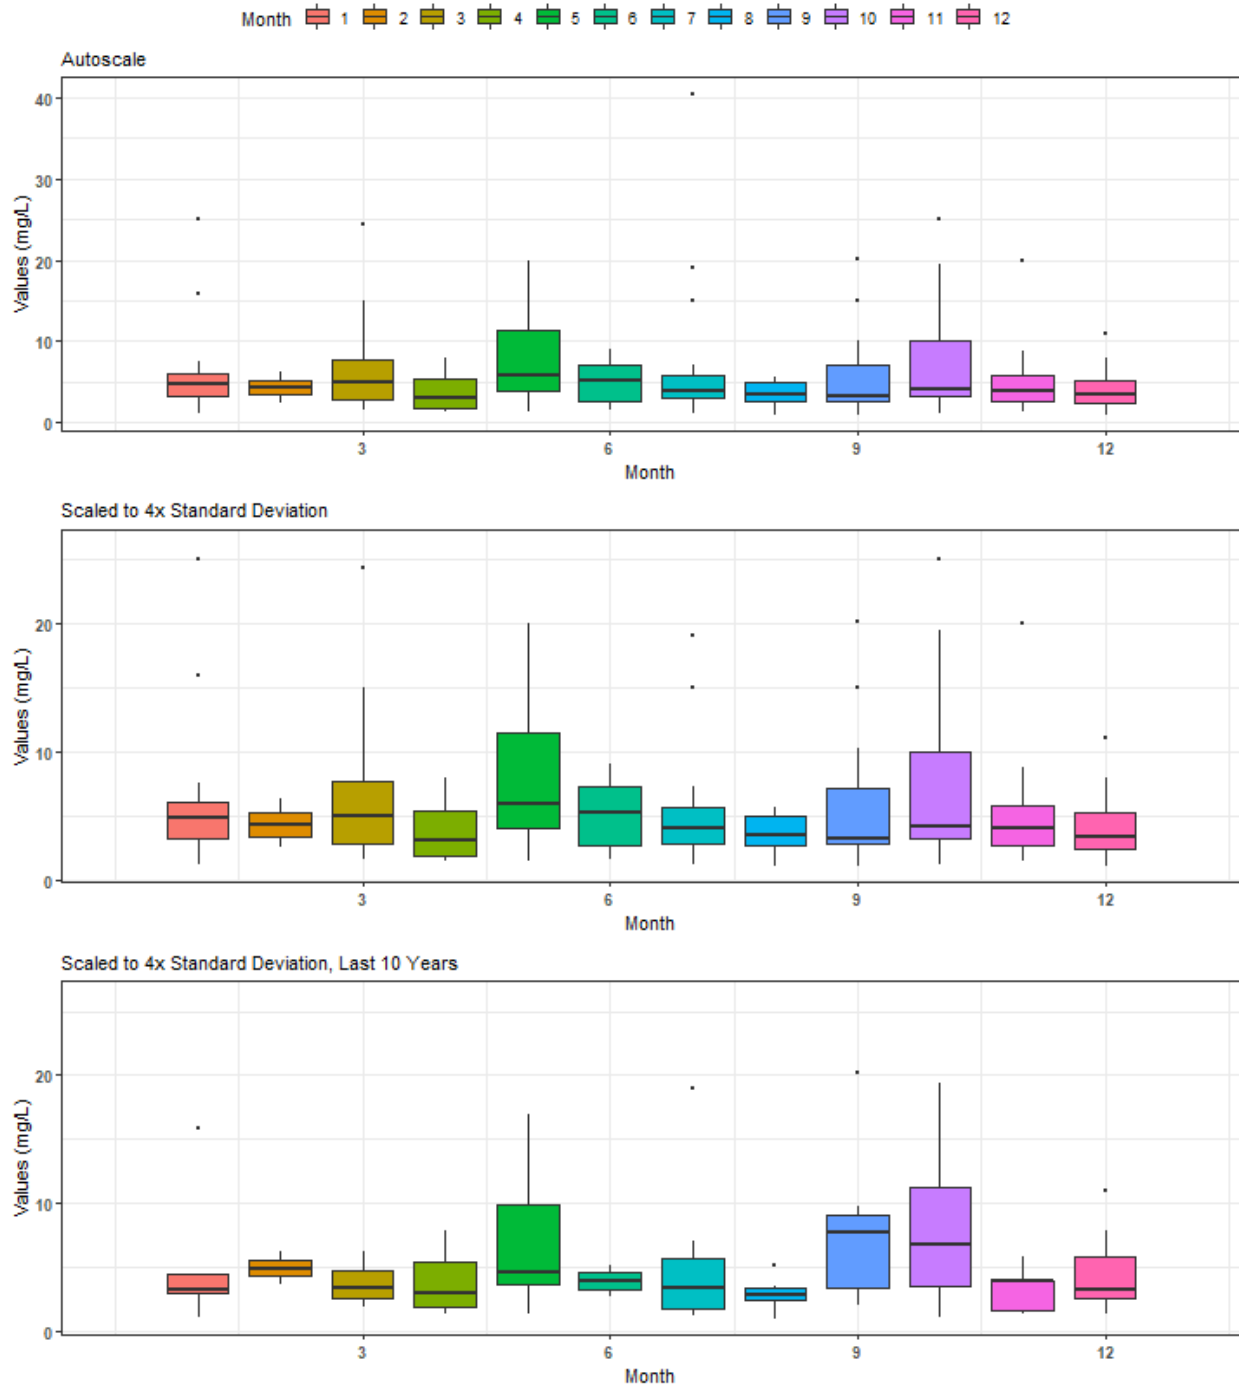 Month 1 2 3 4 5 6 7 8 9 10 11 12
Autoscale
40
30
20
10
0
Values (mg/L)
3 6 9 12
Month
Scaled to 4x Standard Deviation
20
10
0
Values (mg/L)
3 6 9 12
Month
Scaled to 4x Standard Deviation, Last 10 Years
20
10
0
Values (mg/L)
3 6 9 12
Month